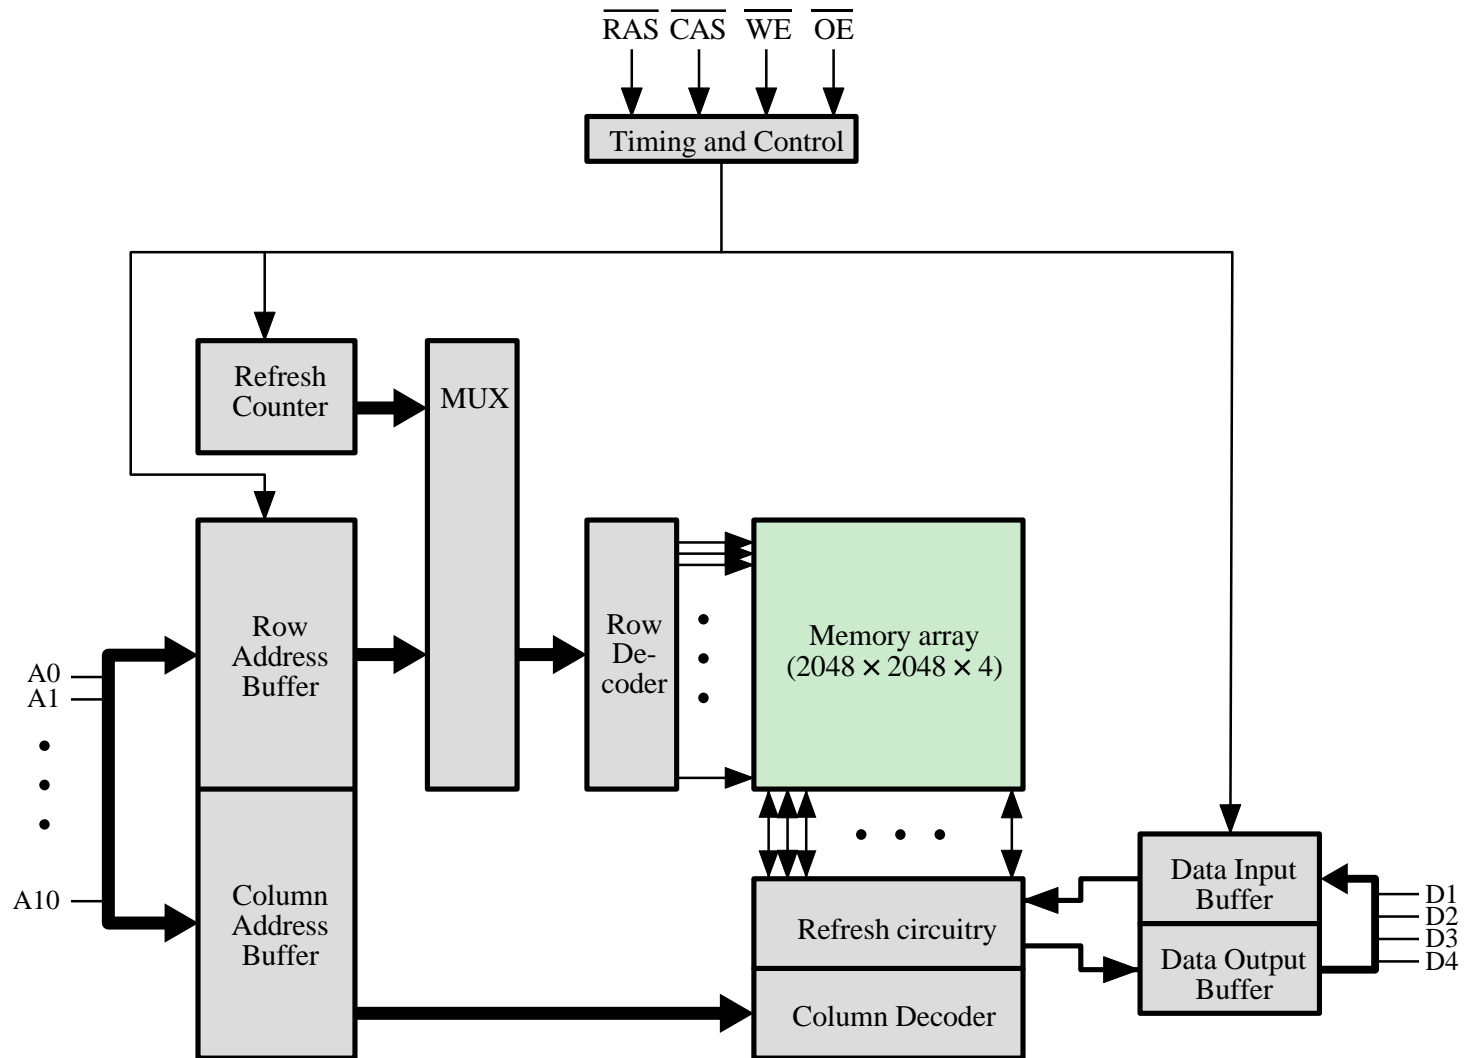 RAS CAS WE OE
Timing and Control
Refresh
Counter
MUX
Row
Address
Buffer
Row
De-
coder
Memory array
(2048 × 2048 × 4)
A0
A1
A10
Column
Address
Buffer
Refresh circuitry
Column Decoder
Data Input
Buffer
Data Output
Buffer
D1
D2
D3
D4